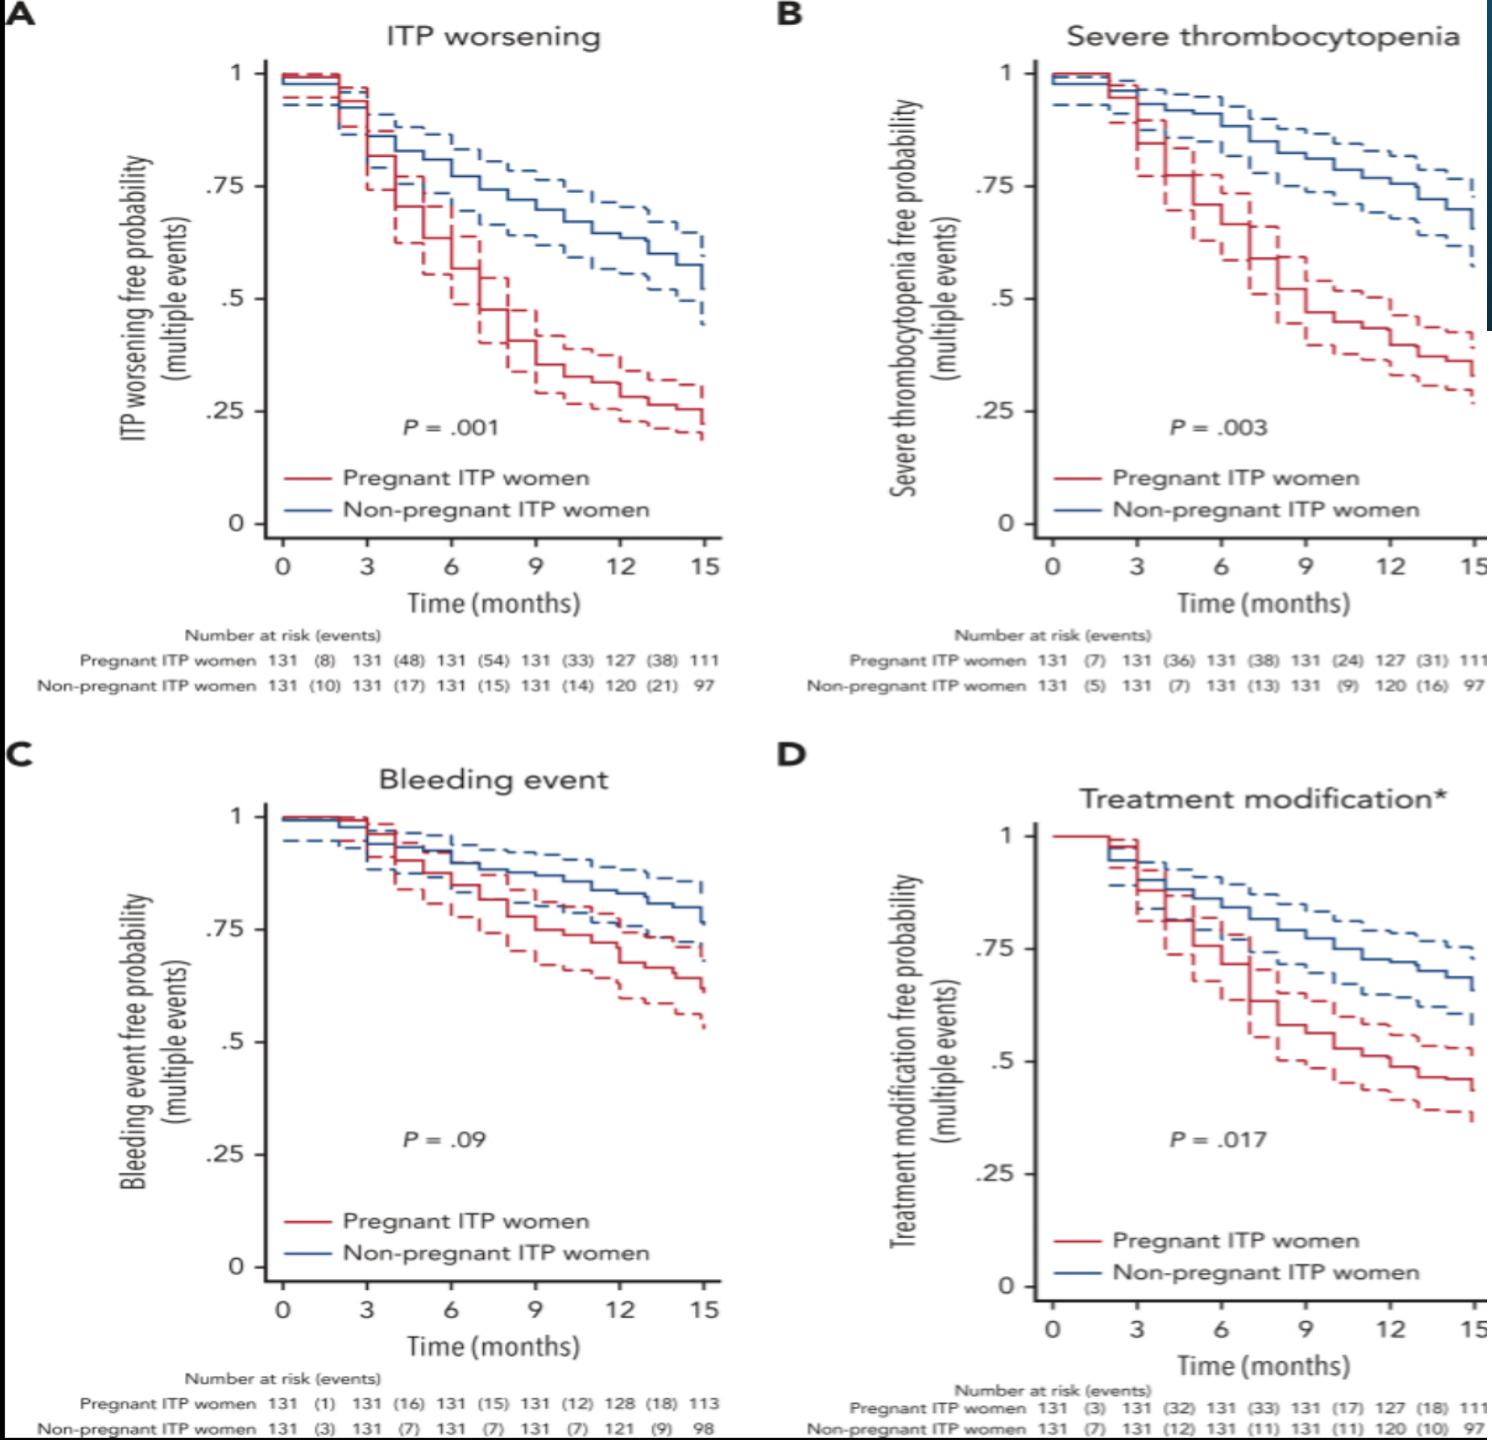 A
ITP worsening
ITP worsening free probability
(multiple events)
1
.75
.5
.25
0
P = .001
Pregnant ITP women
Non-pregnant ITP women
0 3 6 9 12 15
Time (months)
Number at risk (events)
Pregnant ITP women 131 (8) 131 (48) 131 (54) 131 (33) 127 (38) 111
Non-pregnant ITP women 131 (10) 131 (17) 131 (15) 131 (14) 120 (21) 97
B
Severe thrombocytopenia
Severe thrombocytopenia free probability
(multiple events)
1
.75
.5
.25
0
P = .003
Pregnant ITP women
Non-pregnant ITP women
0 3 6 9 12 15
Time (months)
Number at risk (events)
Pregnant ITP women 131 (7) 131 (36) 131 (38) 131 (24) 127 (31) 111
Non-pregnant ITP women 131 (5) 131 (7) 131 (13) 131 (9) 120 (16) 97
C
Bleeding event
Bleeding event free probability
(multiple events)
1
.75
.5
.25
0
P = .09
Pregnant ITP women
Non-pregnant ITP women
0 3 6 9 12 15
Time (months)
Number at risk (events)
Pregnant ITP women 131 (1) 131 (16) 131 (15) 131 (12) 128 (18) 113
Non-pregnant ITP women 131 (3) 131 (7) 131 (7) 131 (7) 121 (9) 98
D
Treatment modification*
Treatment modification free probability
(multiple events)
1
.75
.5
.25
0
P = .017
Pregnant ITP women
Non-pregnant ITP women
0 3 6 9 12 15
Time (months)
Number at risk (events)
Pregnant ITP women 131 (3) 131 (32) 131 (33) 131 (17) 127 (18) 111
Non-pregnant ITP women 131 (7) 131 (12) 131 (11) 131 (11) 120 (10) 97